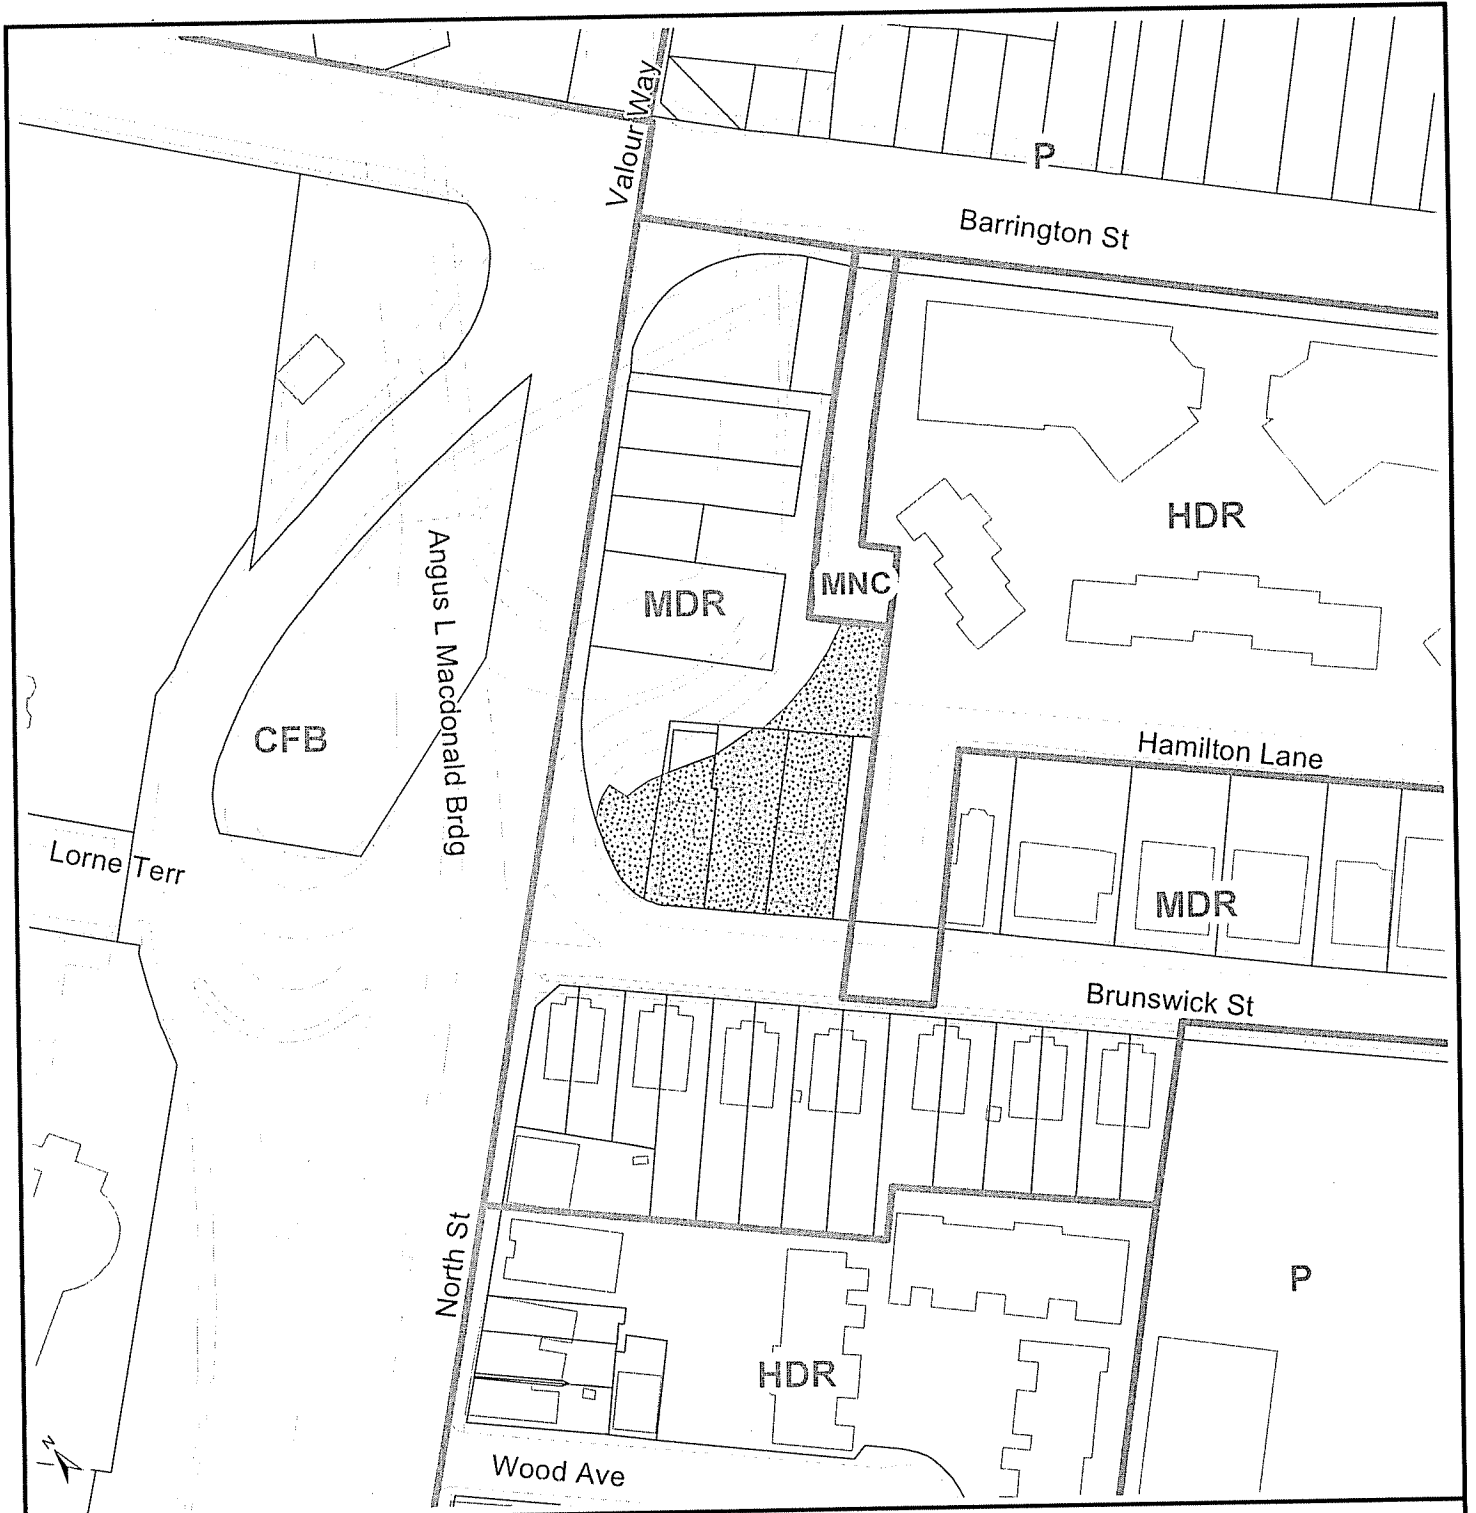 Valour Way
P
Barrington St
HDR
MNC
MDR
Angus L Macdonald Brdg
CFB
Hamilton Lane
Lorne Terr
MDR
Brunswick St
North St
P
HDR
Wood Ave
N